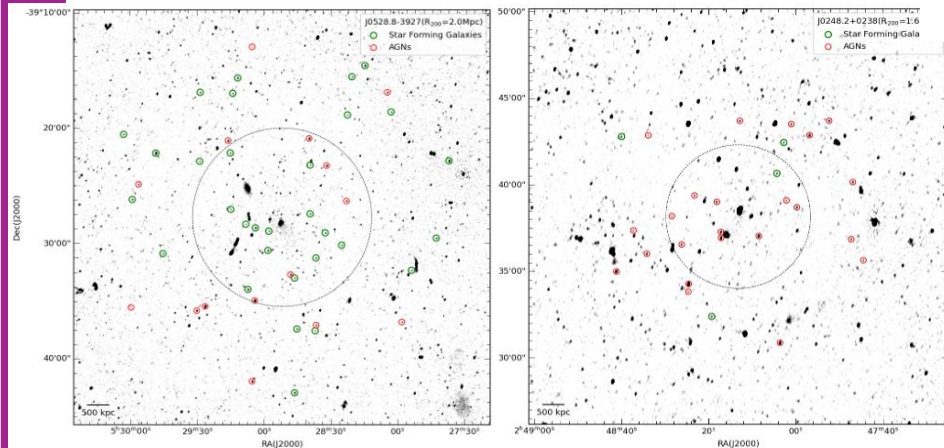 J0528.8-3927(R200=2.0Mpc)
Star Forming Galaxies
AGNs
-39°10'00"
20'00"
30'00"
40'00"
Dec(J2000)
500 kpc
5ʰ30ᵐ00ˢ
29ᵐ30ˢ
00ˢ
28ᵐ30ˢ
00ˢ
27ᵐ30ˢ
RA(J2000)
J0248.2+0238(R200=1.6
Star Forming Gala
AGNs
50'00"
45'00"
40'00"
35'00"
30'00"
500 kpc
2ʰ49ᵐ00ˢ
48ᵐ40ˢ
20ˢ
00ˢ
47ᵐ40ˢ
RA(J2000)